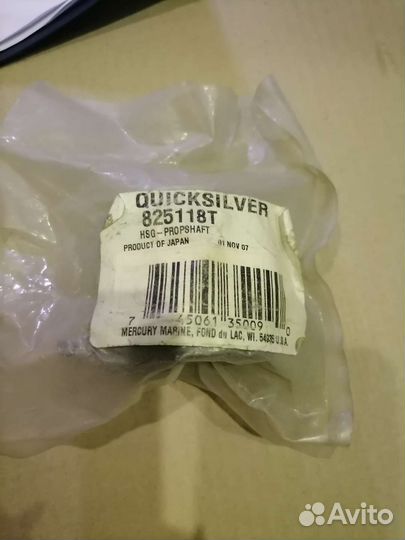 QUICKSILVER
825118T
HSG-PROPSHAFT
PRODUCT OF JAPAN 01 NOV 07
7 45061 35009 0
MERCURY MARINE, FOND du LAC, WI. 54935 U.S.A.
Avito